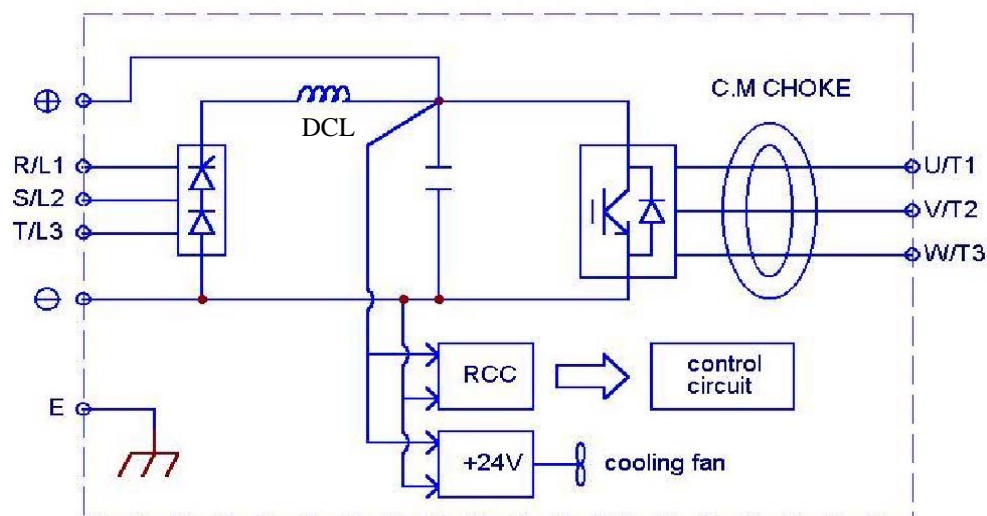 C.M CHOKE
⊕
DCL
R/L1
S/L2
T/L3
U/T1
V/T2
W/T3
⊖
RCC
control
circuit
E
+24V
cooling fan